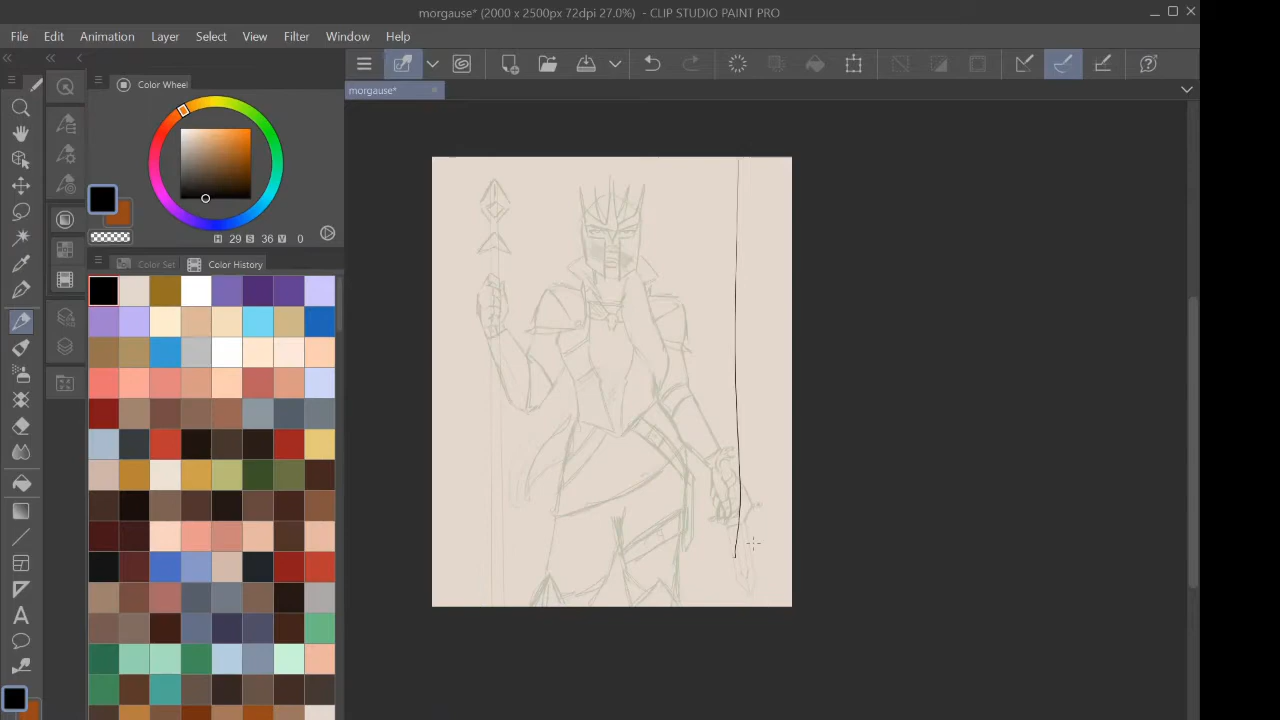 morgause* (2000 x 2500px 72dpi 27.0%) - CLIP STUDIO PAINT PRO
File Edit Animation Layer Select View Filter Window Help
Color Wheel
morgause*
H 29 S 36 V 0
Color Set Color History
A